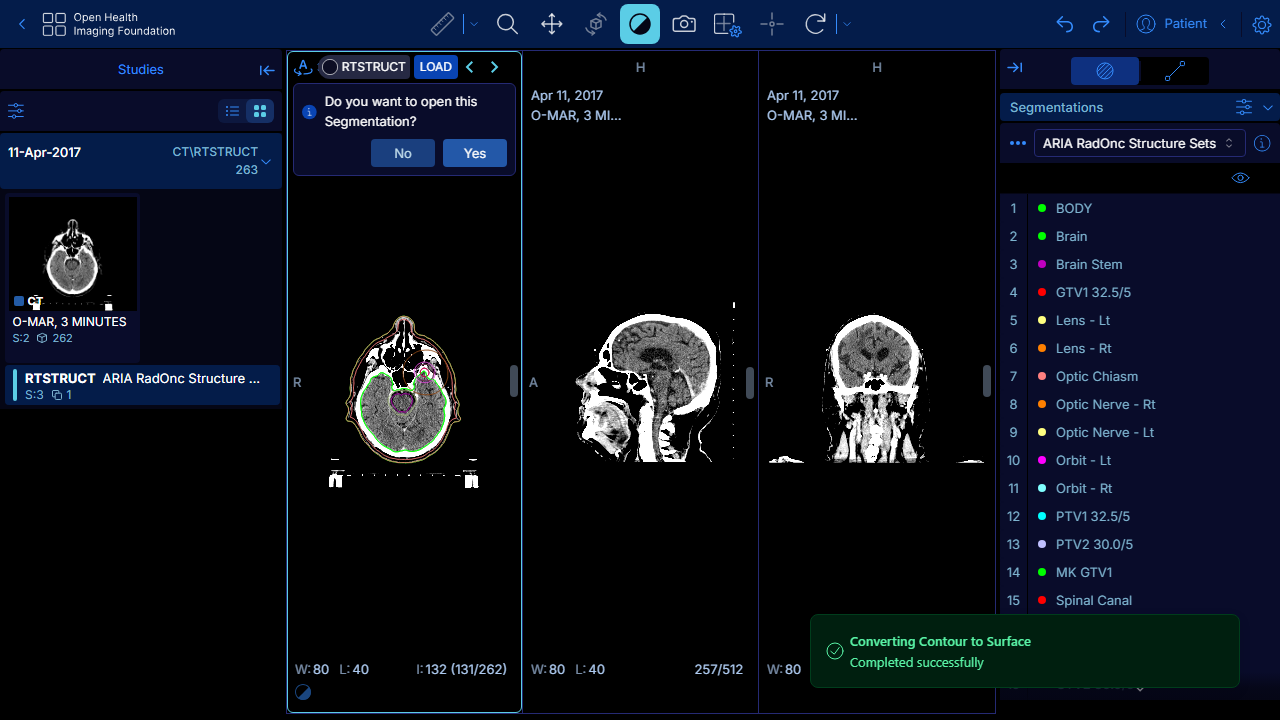 Open Health
Imaging Foundation
Patient
Studies
11-Apr-2017
CT\RTSTRUCT
263
CT
O-MAR, 3 MINUTES
S:2 262
RTSTRUCT ARIA RadOnc Structure ...
S:3 1
A
RTSTRUCT
LOAD
Do you want to open this
Segmentation?
No
Yes
R
W: 80 L: 40
I: 132 (131/262)
H
Apr 11, 2017
O-MAR, 3 MI...
A
W: 80 L: 40
257/512
H
Apr 11, 2017
O-MAR, 3 MI...
R
W: 80
Segmentations
ARIA RadOnc Structure Sets
1 BODY
2 Brain
3 Brain Stem
4 GTV1 32.5/5
5 Lens - Lt
6 Lens - Rt
7 Optic Chiasm
8 Optic Nerve - Rt
9 Optic Nerve - Lt
10 Orbit - Lt
11 Orbit - Rt
12 PTV1 32.5/5
13 PTV2 30.0/5
14 MK GTV1
15 Spinal Canal
Converting Contour to Surface
Completed successfully